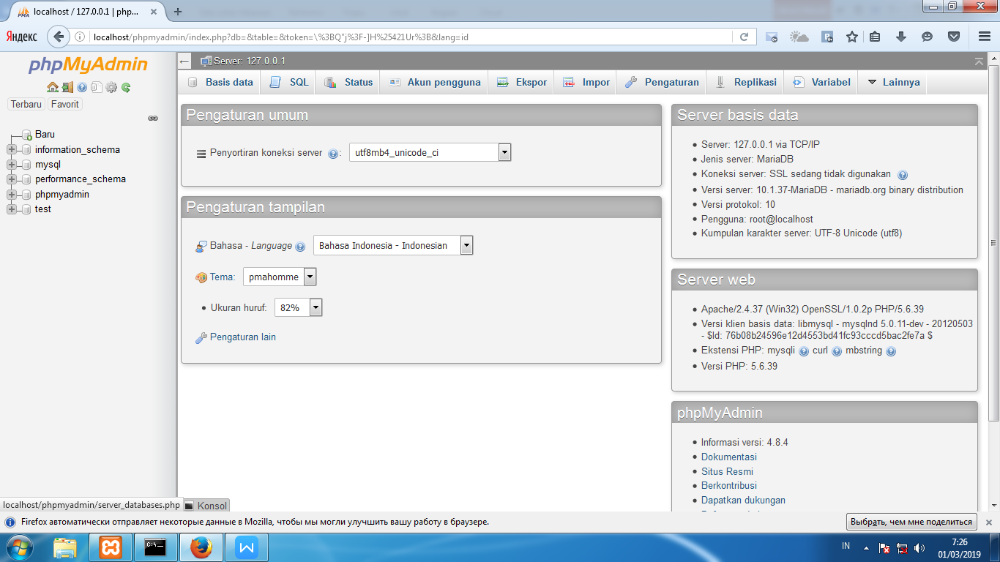 localhost / 127.0.0.1 | php...
Яндекс
localhost/phpmyadmin/index.php?db=&table=&token=\%3BQ"j%3F-]H%25421Ur%3B&lang=id
phpMyAdmin
Terbaru Favorit
Baru
information_schema
mysql
performance_schema
phpmyadmin
test
Server: 127.0.0.1
Basis data SQL Status Akun pengguna Ekspor Impor Pengaturan Replikasi Variabel Lainnya
Pengaturan umum
Penyortiran koneksi server : utf8mb4_unicode_ci
Pengaturan tampilan
Bahasa - Language Bahasa Indonesia - Indonesian
Tema: pmahomme
Ukuran huruf: 82%
Pengaturan lain
Server basis data
Server: 127.0.0.1 via TCP/IP
Jenis server: MariaDB
Koneksi server: SSL sedang tidak digunakan
Versi server: 10.1.37-MariaDB - mariadb.org binary distribution
Versi protokol: 10
Pengguna: root@localhost
Kumpulan karakter server: UTF-8 Unicode (utf8)
Server web
Apache/2.4.37 (Win32) OpenSSL/1.0.2p PHP/5.6.39
Versi klien basis data: libmysql - mysqlnd 5.0.11-dev - 20120503
- $Id: 76b08b24596e12d4553bd41fc93cccd5bac2fe7a $
Ekstensi PHP: mysqli curl mbstring
Versi PHP: 5.6.39
phpMyAdmin
Informasi versi: 4.8.4
Dokumentasi
Situs Resmi
Berkontribusi
Dapatkan dukungan
localhost/phpmyadmin/server_databases.php
Konsol
Firefox автоматически отправляет некоторые данные в Mozilla, чтобы мы могли улучшить вашу работу в браузере.
Выбрать, чем мне поделиться
IN
7:26
01/03/2019